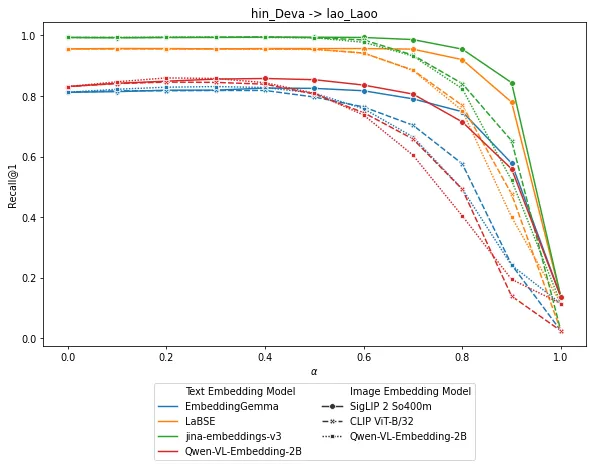 hin_Deva -> lao_Laoo
1.0
0.8
0.6
0.4
0.2
0.0
Recall@1
0.0 0.2 0.4 0.6 0.8 1.0
α
Text Embedding Model Image Embedding Model
EmbeddingGemma SigLIP 2 So400m
LaBSE CLIP ViT-B/32
jina-embeddings-v3 Qwen-VL-Embedding-2B
Qwen-VL-Embedding-2B